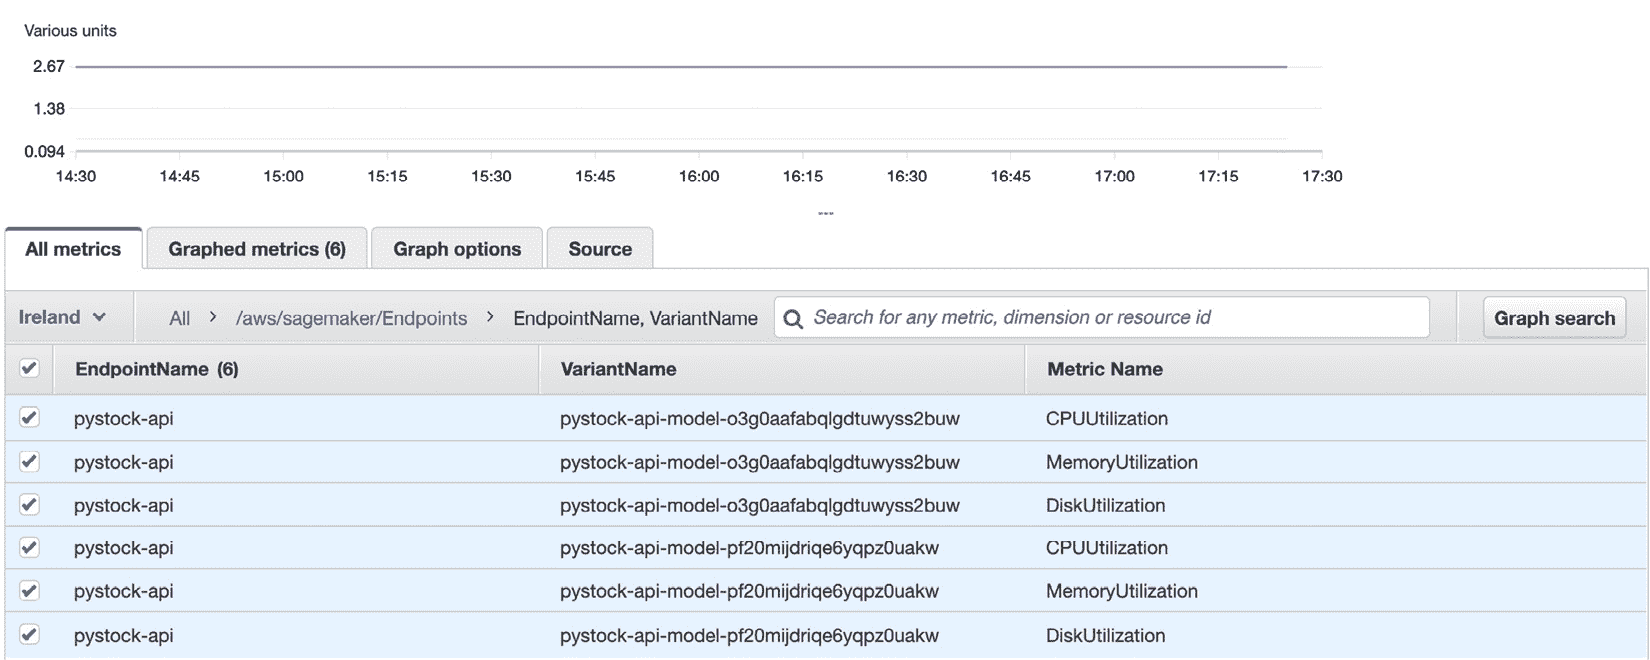 Various units
2.67
1.38
0.094
14:30 14:45 15:00 15:15 15:30 15:45 16:00 16:15 16:30 16:45 17:00 17:15 17:30
All metrics Graphed metrics (6) Graph options Source
Ireland All > /aws/sagemaker/Endpoints > EndpointName, VariantName Search for any metric, dimension or resource id Graph search
EndpointName (6) VariantName Metric Name
pystock-api pystock-api-model-o3g0aafabqlgdtuwyss2buw CPUUtilization
pystock-api pystock-api-model-o3g0aafabqlgdtuwyss2buw MemoryUtilization
pystock-api pystock-api-model-o3g0aafabqlgdtuwyss2buw DiskUtilization
pystock-api pystock-api-model-pf20mijdriqe6yqpz0uakw CPUUtilization
pystock-api pystock-api-model-pf20mijdriqe6yqpz0uakw MemoryUtilization
pystock-api pystock-api-model-pf20mijdriqe6yqpz0uakw DiskUtilization